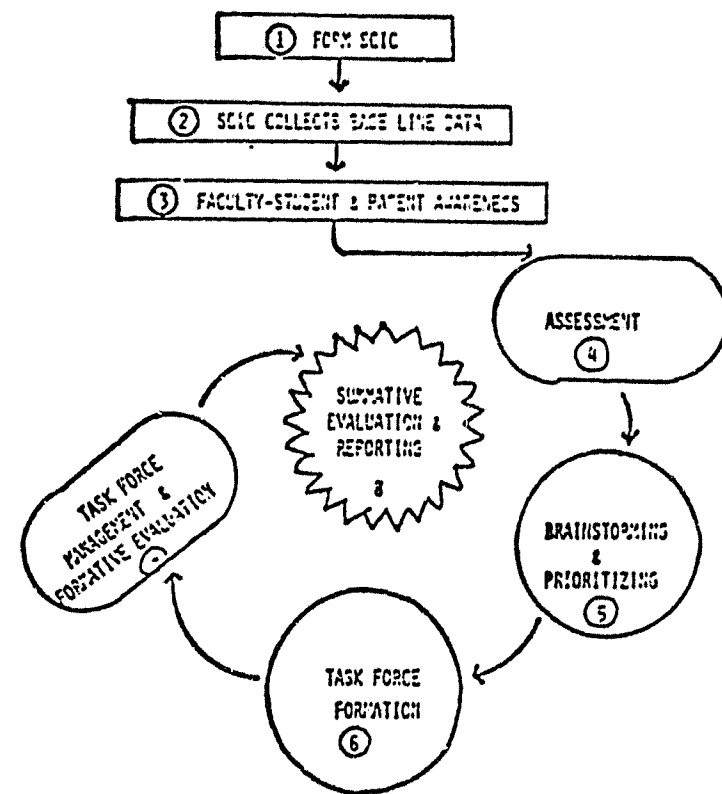 1 FORM SCIC
2 SCIC COLLECTS BASE LINE DATA
3 FACULTY-STUDENT & PATENT AWARENESS
ASSESSMENT
4
BRAINSTORMING
&
PRIORITIZING
5
TASK FORCE
FORMATION
6
TASK FORCE
MANAGEMENT &
FORMATIVE EVALUATION
SUMMATIVE
EVALUATION &
REPORTING
8